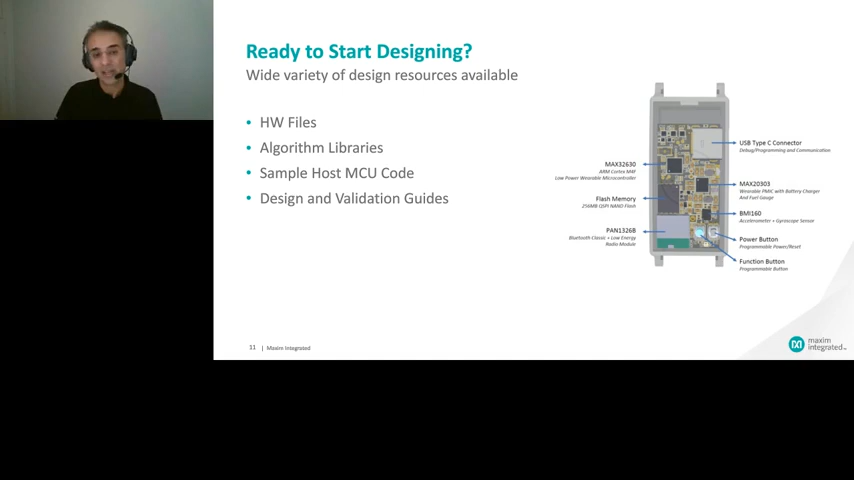 Ready to Start Designing?
Wide variety of design resources available
• HW Files
• Algorithm Libraries
• Sample Host MCU Code
• Design and Validation Guides
MAX32630
ARM Cortex M4F
Low Power Wearable Microcontroller
Flash Memory
256MB QSPI NAND Flash
PAN1326B
Bluetooth Classic + Low Energy
Radio Module
USB Type C Connector
Debug/Programming and Communication
MAX20303
Wearable PMIC with Battery Charger
And Fuel Gauge
BMI160
Accelerometer + Gyroscope Sensor
Power Button
Programmable Power/Reset
Function Button
Programmable Button
11 | Maxim Integrated
maxim
integrated™